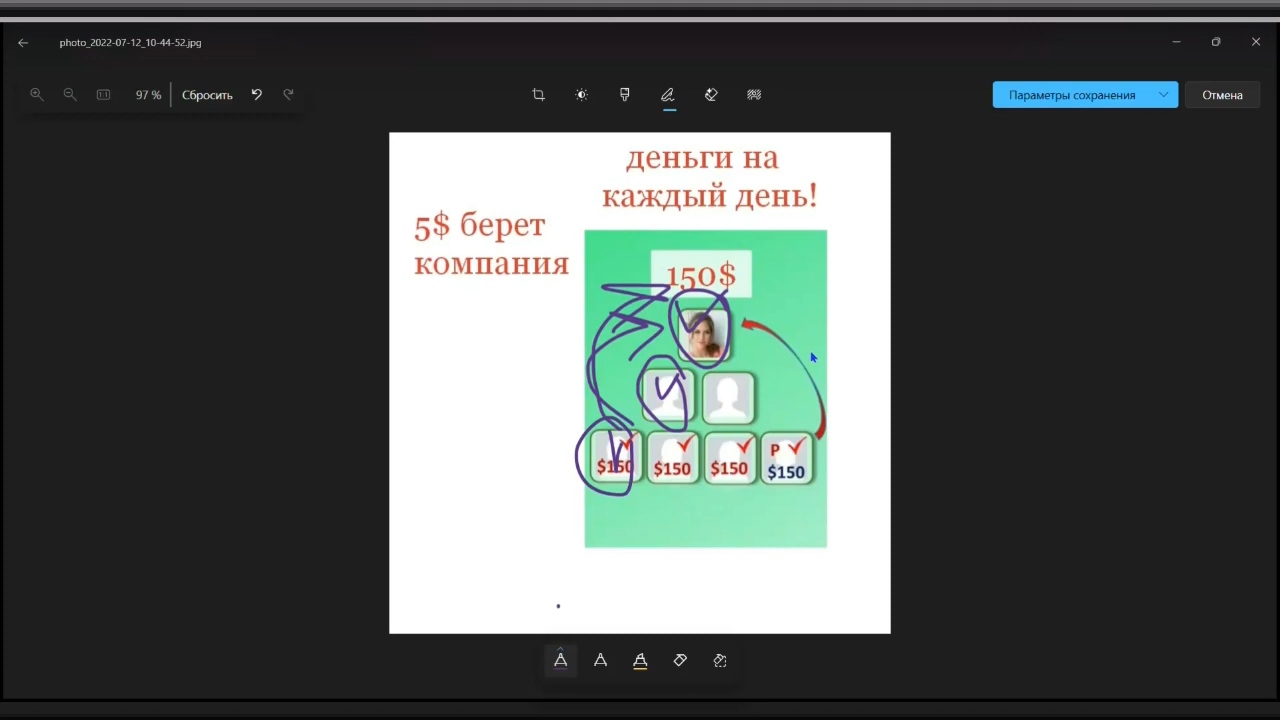 photo_2022-07-12_10-44-52.jpg
97 %
Сбросить
Параметры сохранения
Отмена
деньги на
каждый день!
5$ берет
компания
150$
$150
$150
$150
P
$150